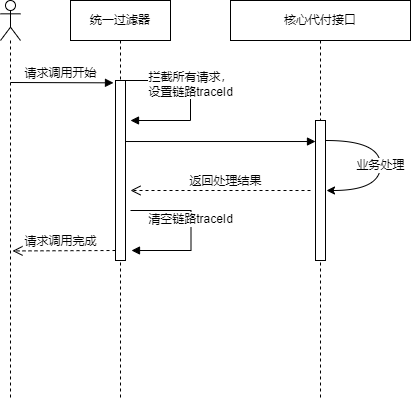 统一过滤器
核心代付接口
请求调用开始
拦截所有请求，
设置链路traceId
业务处理
返回处理结果
清空链路traceId
请求调用完成